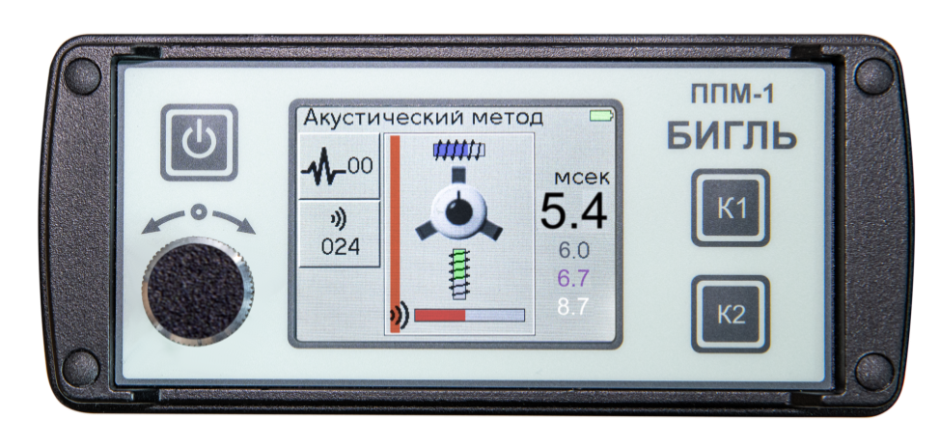 ППМ-1
БИГЛЬ
Акустический метод
00
024
мсек
5.4
6.0
6.7
8.7
К1
К2